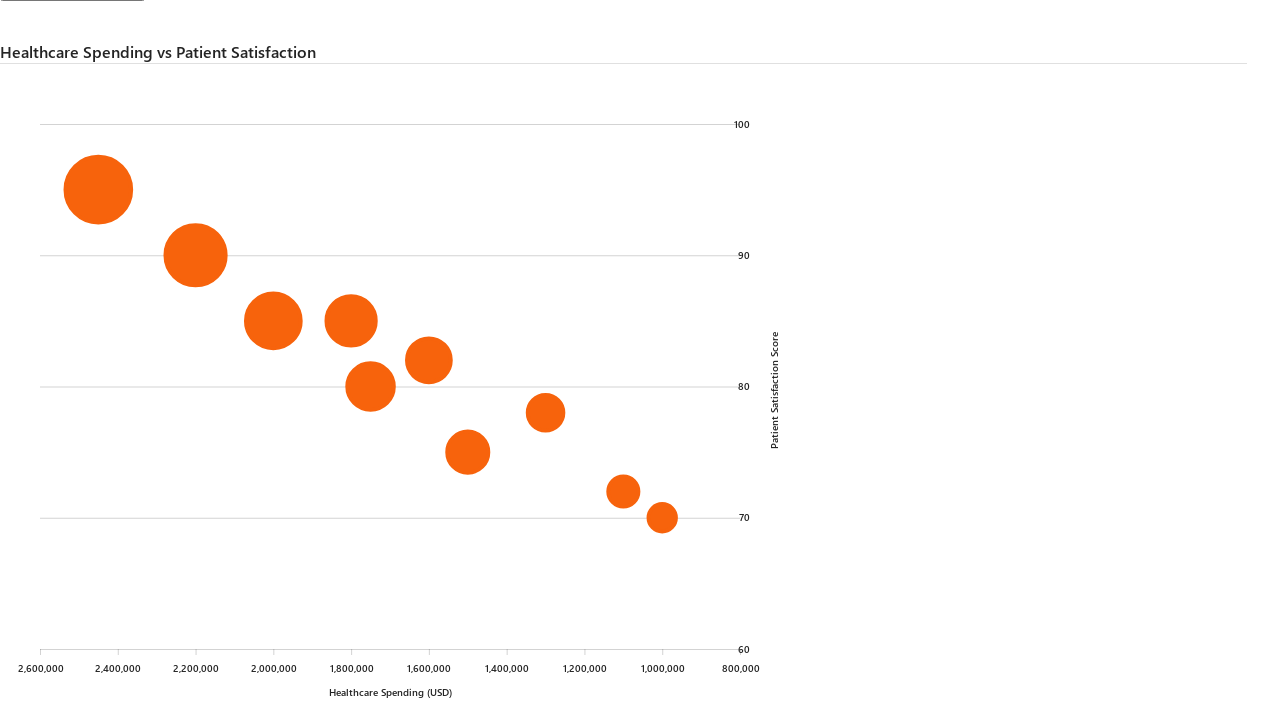 Healthcare Spending vs Patient Satisfaction
100
90
80
70
60
Patient Satisfaction Score
2,600,000 2,400,000 2,200,000 2,000,000 1,800,000 1,600,000 1,400,000 1,200,000 1,000,000 800,000
Healthcare Spending (USD)